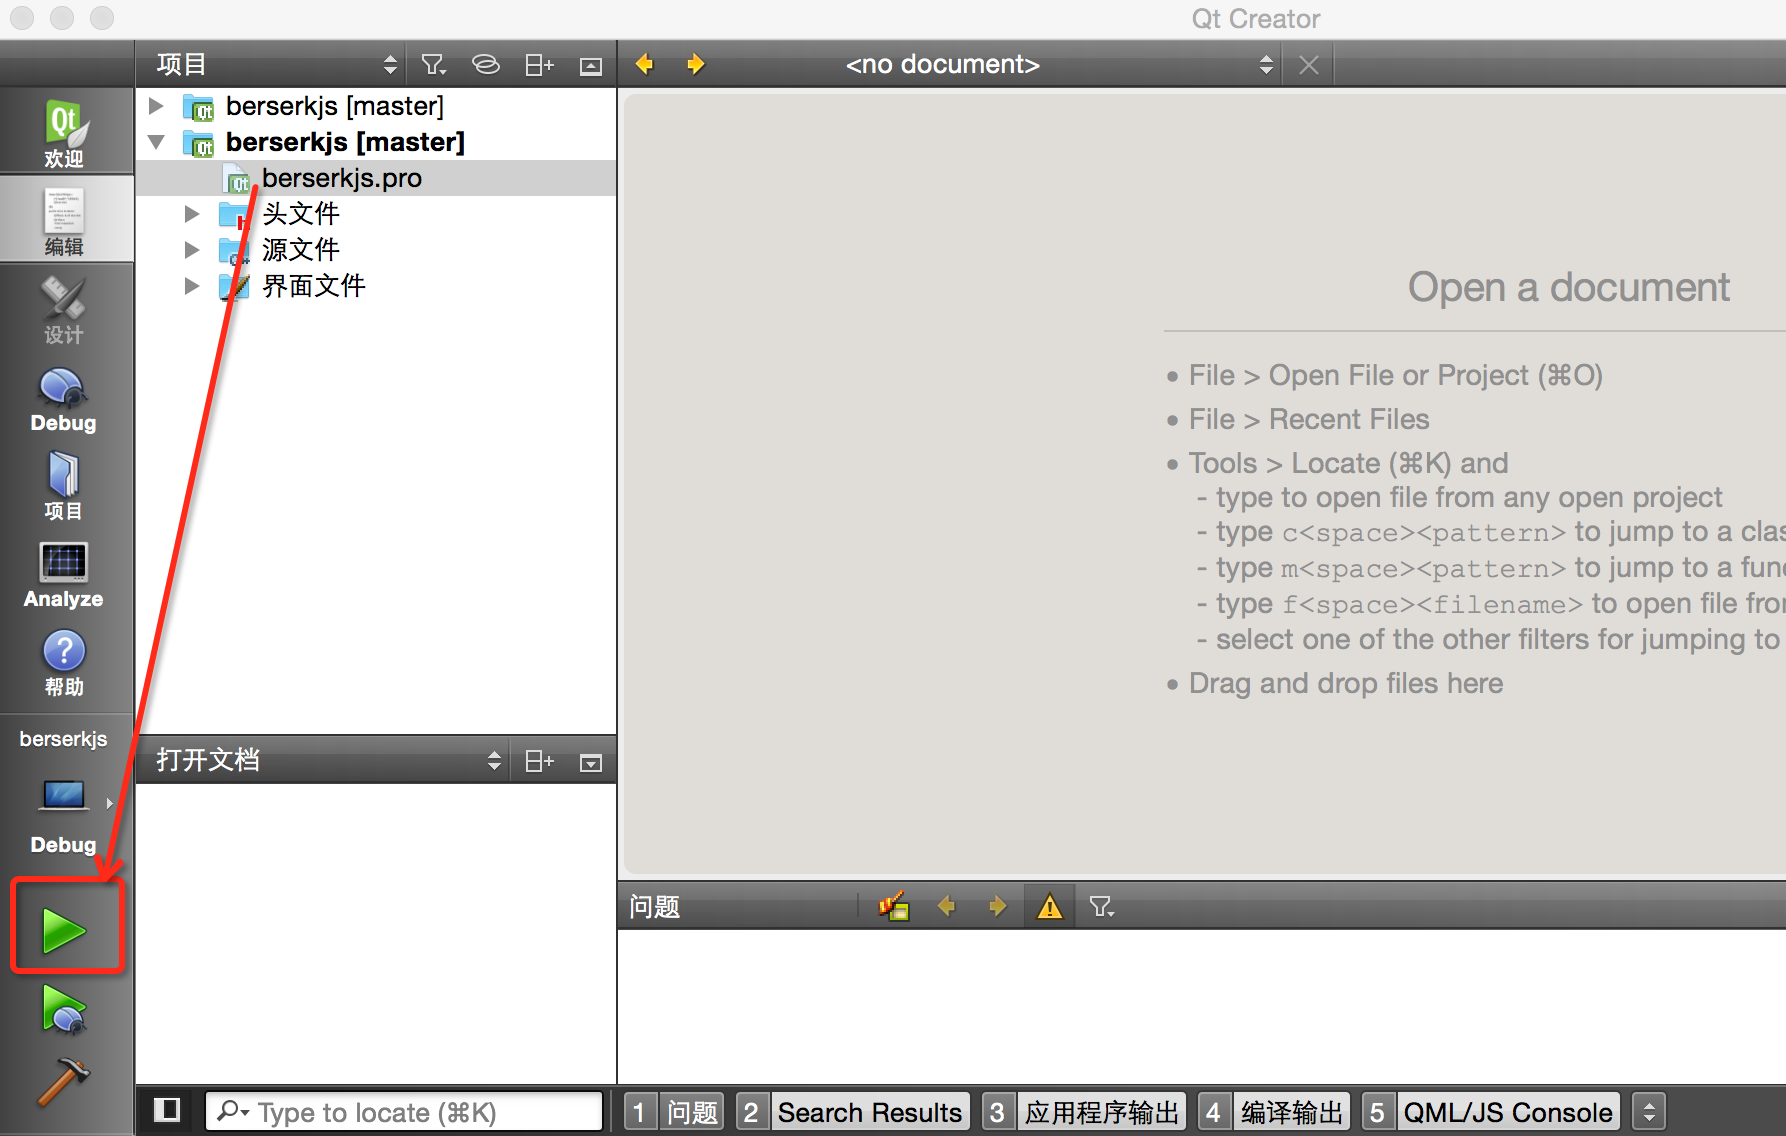 Qt Creator
项目
<no document>
Qt
欢迎
编辑
设计
Debug
项目
Analyze
?
帮助
berserkjs
Debug
Qt berserkjs [master]
Qt berserkjs [master]
Qt berserkjs.pro
H 头文件
源文件
界面文件
打开文档
Open a document
• File > Open File or Project (⌘O)
• File > Recent Files
• Tools > Locate (⌘K) and
- type to open file from any open project
- type c<space><pattern> to jump to a clas
- type m<space><pattern> to jump to a func
- type f<space><filename> to open file from
- select one of the other filters for jumping to
• Drag and drop files here
问题
Type to locate (⌘K)
1 问题 2 Search Results 3 应用程序输出 4 编译输出 5 QML/JS Console